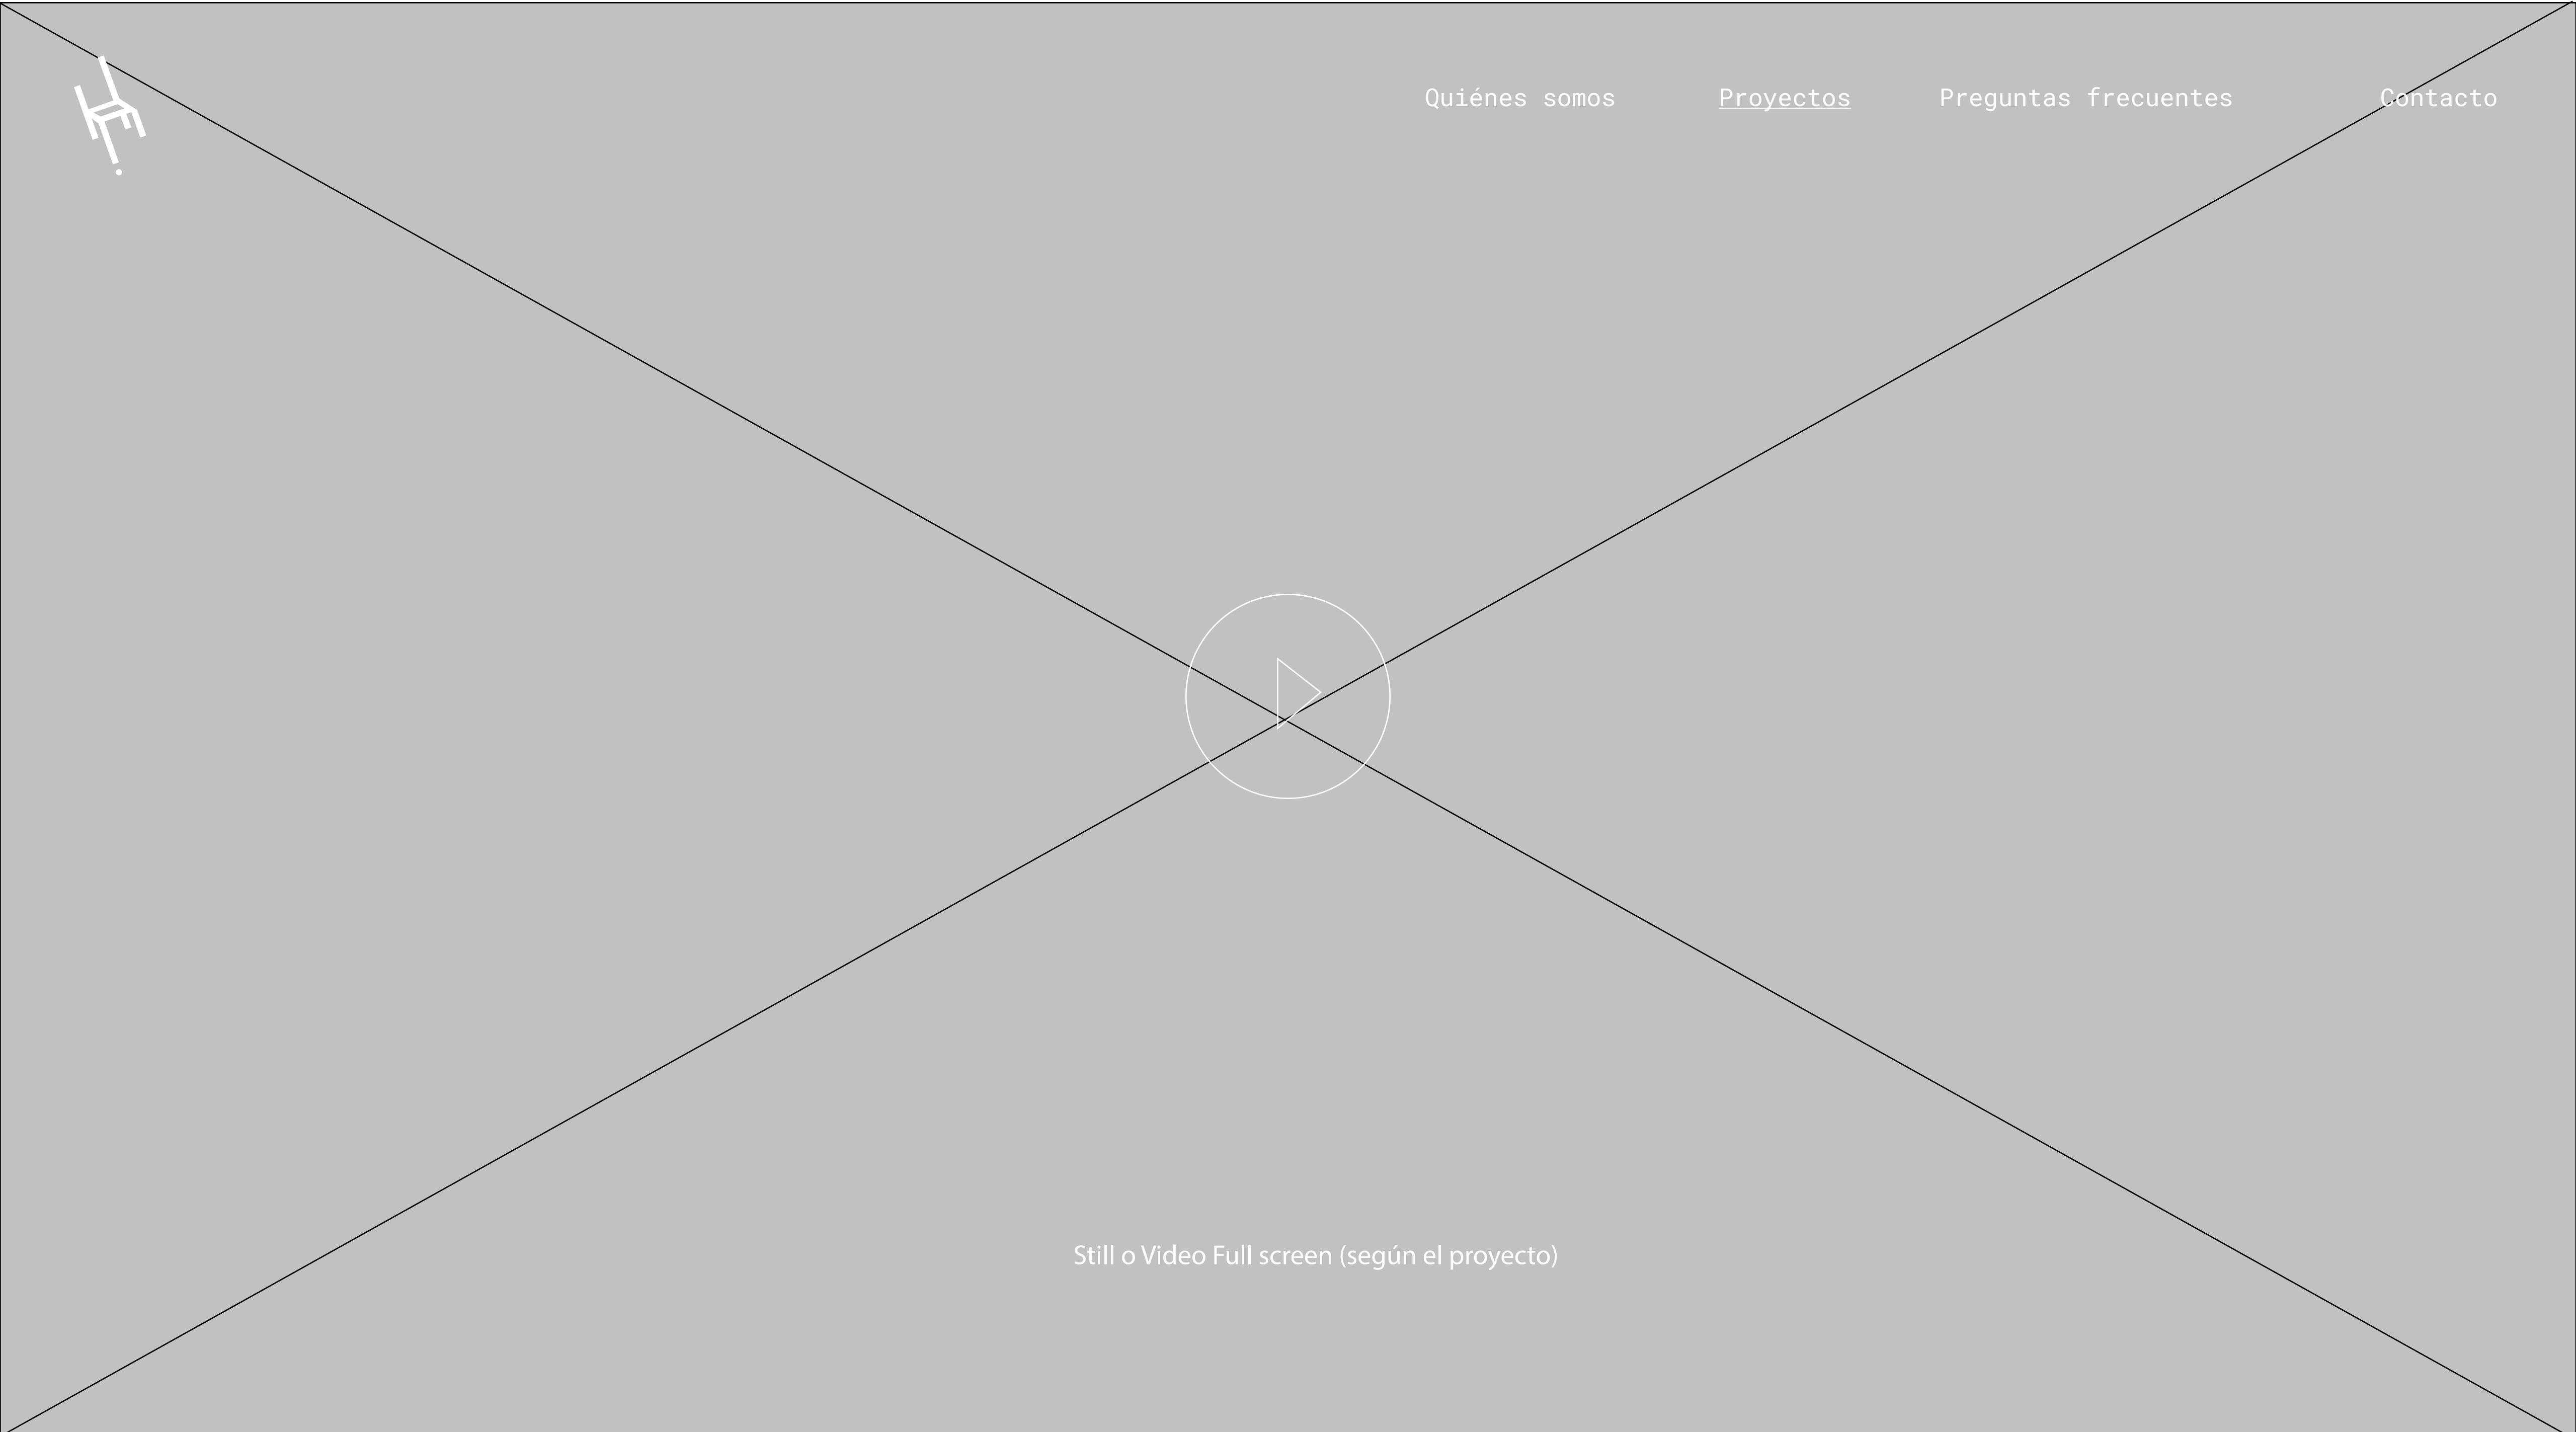 Quiénes somos Proyectos Preguntas frecuentes Contacto
Still o Video Full screen (según el proyecto)